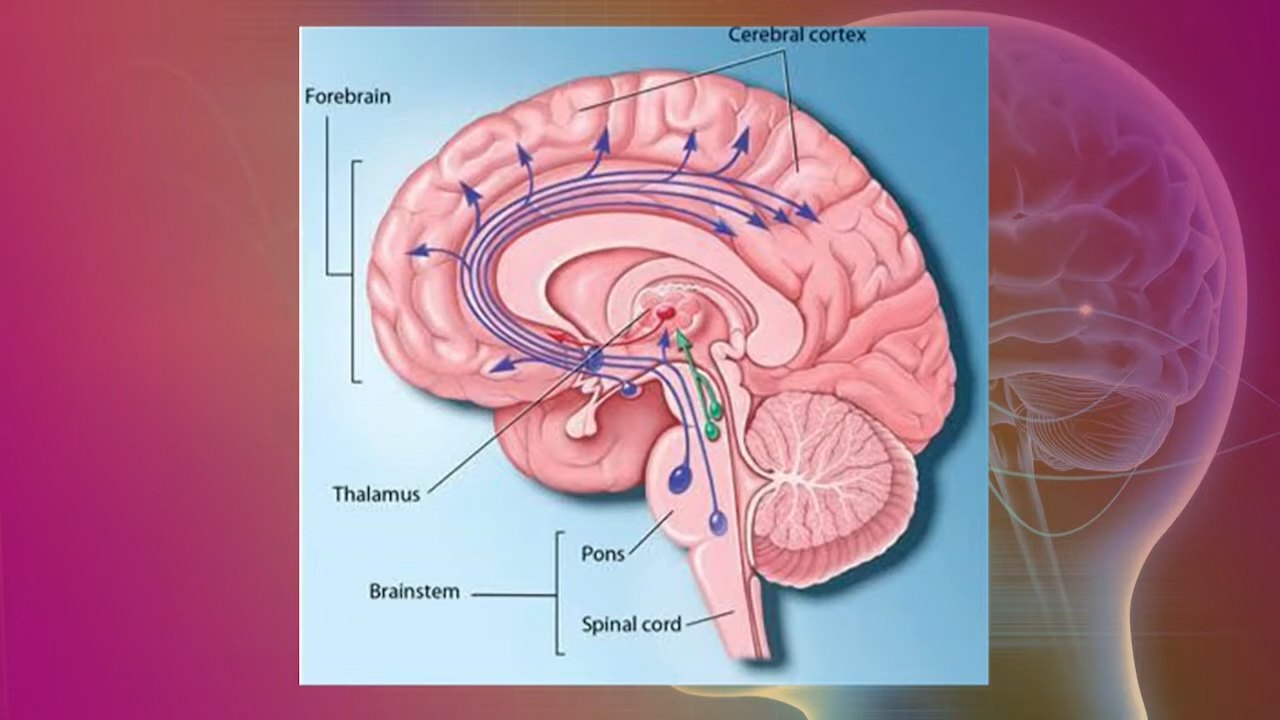 Cerebral cortex
Forebrain
Thalamus
Pons
Brainstem
Spinal cord